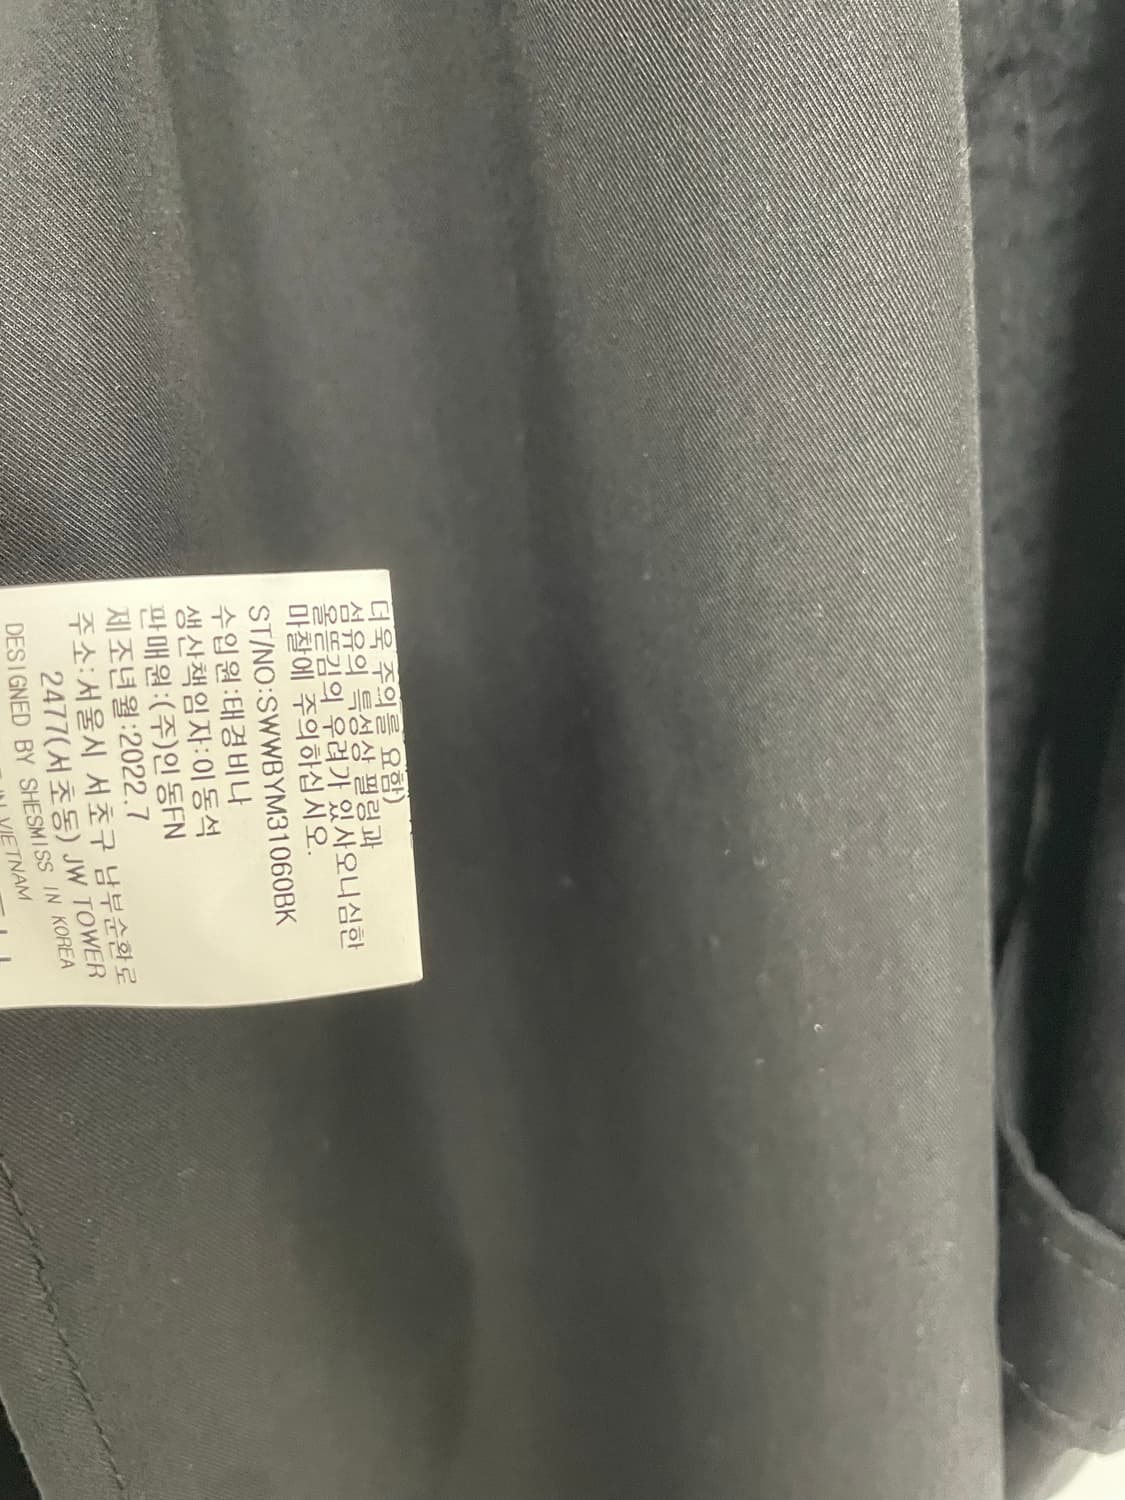 더욱 주의를 요함)
섬유의 특성상 필링과
올뜯김의 우려가 있사오니 심한
마찰에 주의하십시오.
ST/NO:SWWBYM31060BK
수입원:태경비나
생산책임자:이동석
판매원:(주)인동FN
제조년월:2022.7
주소:서울시 서초구 남부순환로
2477(서초동) JW TOWER
DESIGNED BY SHESMISS IN KOREA
IN VIETNAM